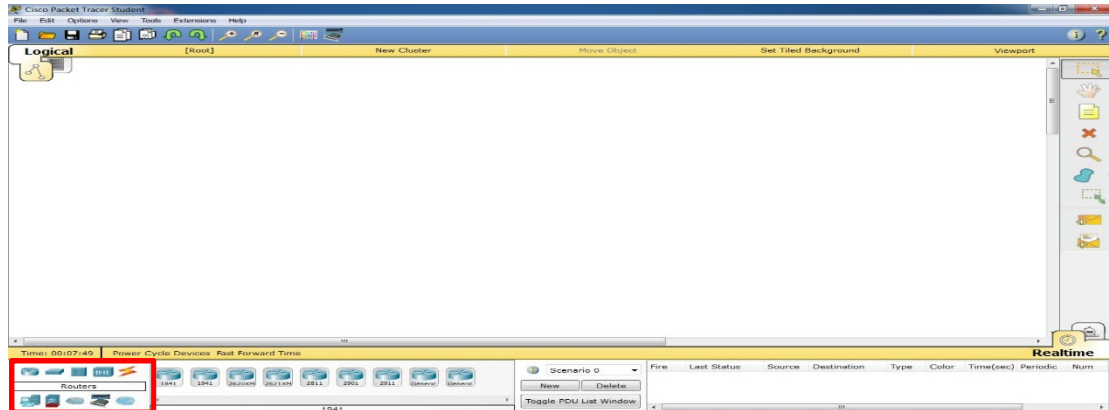 Cisco Packet Tracer Student
File Edit Options View Tools Extensions Help
Logical [Root] New Cluster Move Object Set Tiled Background Viewport
Time: 00:07:49 Power Cycle Devices Fast Forward Time Realtime
Routers
1841 1941 2620XM 2621XM 2811 2901 2911 Generic Generic
1941
Scenario 0
New Delete
Toggle PDU List Window
Fire Last Status Source Destination Type Color Time(sec) Periodic Num